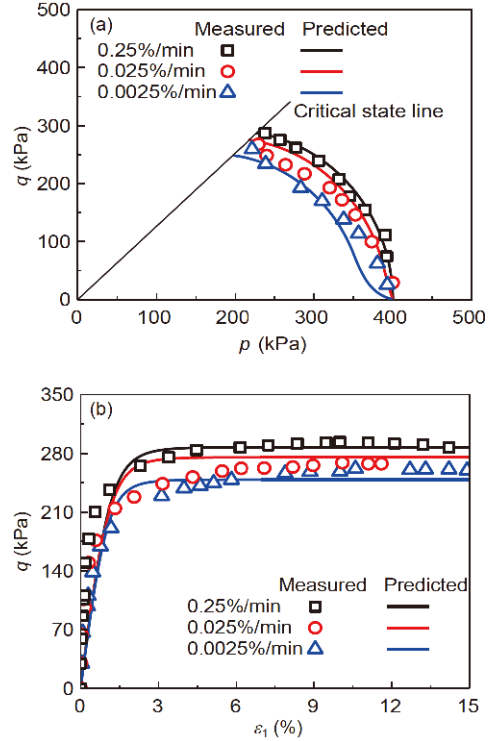 (a)
Measured Predicted
0.25%/min
0.025%/min
0.0025%/min
Critical state line
500
400
300
200
100
0
q (kPa)
0 100 200 300 400 500
p (kPa)
(b)
350
280
210
140
70
0
q (kPa)
Measured Predicted
0.25%/min
0.025%/min
0.0025%/min
0 3 6 9 12 15
ε1 (%)